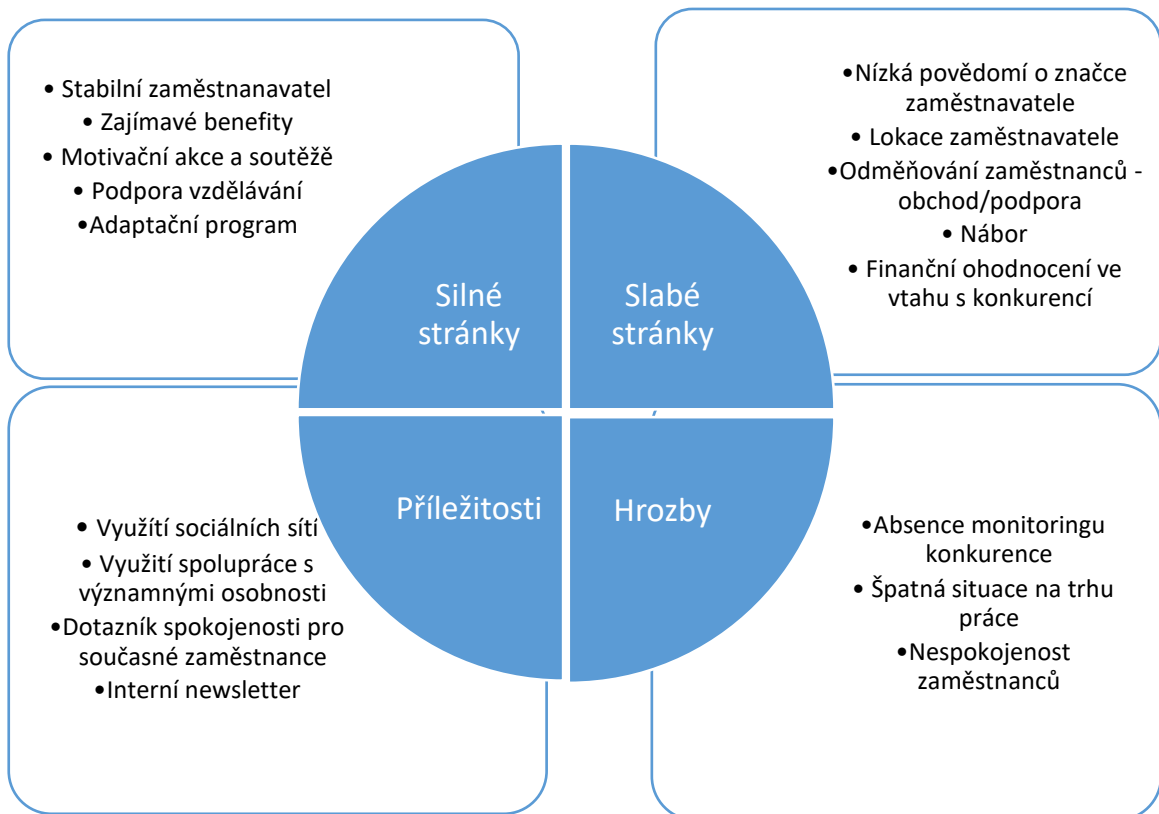 • Stabilní zaměstnanavatel
• Zajímavé benefity
• Motivační akce a soutěžě
• Podpora vzdělávání
•Adaptační program
•Nízká povědomí o značce
zaměstnavatele
• Lokace zaměstnavatele
•Odměňování zaměstnanců -
obchod/podpora
• Nábor
• Finanční ohodnocení ve
vtahu s konkurencí
Silné
stránky
Slabé
stránky
Příležitosti
Hrozby
• Využítí sociálních sítí
• Využití spolupráce s
významnými osobnosti
•Dotazník spokojenosti pro
současné zaměstnance
•Interní newsletter
•Absence monitoringu
konkurence
• Špatná situace na trhu
práce
•Nespokojenost
zaměstnanců